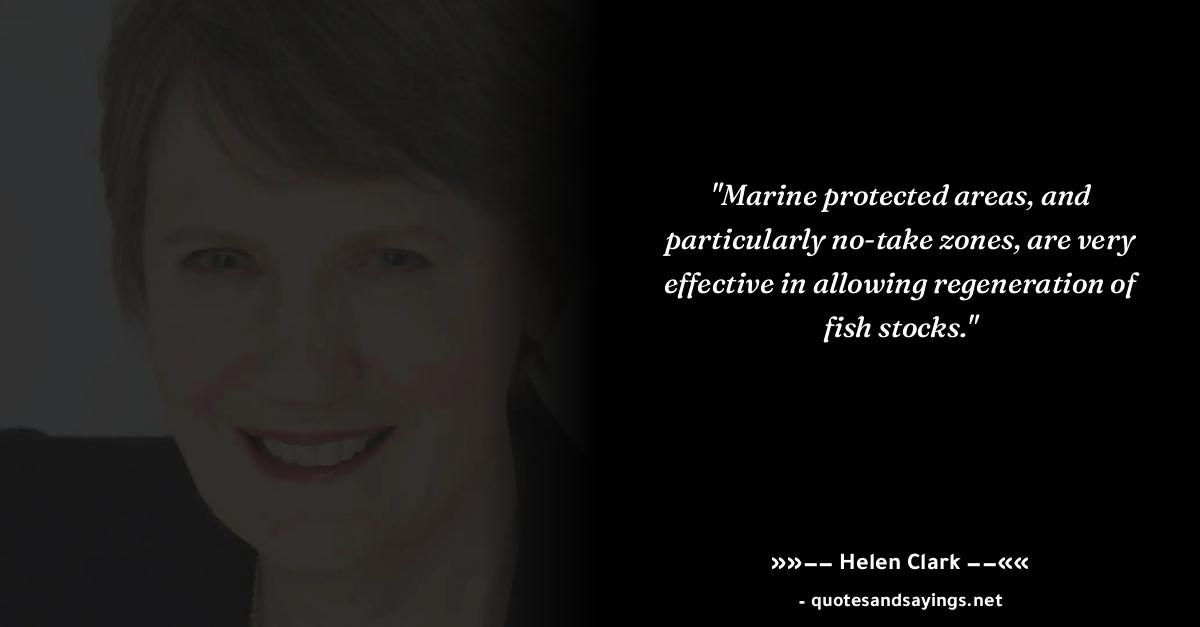 "Marine protected areas, and
particularly no-take zones, are very
effective in allowing regeneration of
fish stocks."
»»–– Helen Clark ––««
- quotesandsayings.net